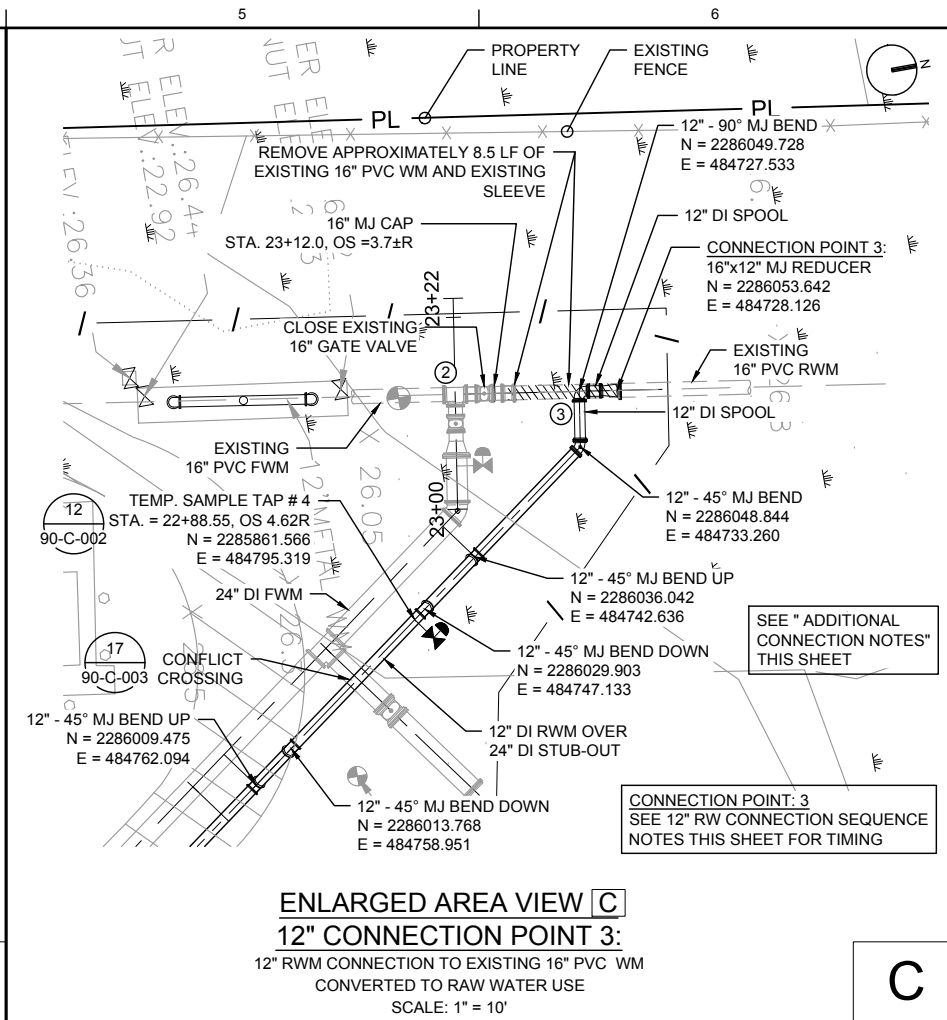 5
6
PROPERTY
LINE
EXISTING
FENCE
N
PL
PL
12" - 90° MJ BEND
N = 2286049.728
E = 484727.533
REMOVE APPROXIMATELY 8.5 LF OF
EXISTING 16" PVC WM AND EXISTING
SLEEVE
12" DI SPOOL
16" MJ CAP
STA. 23+12.0, OS =3.7±R
CONNECTION POINT 3:
16"x12" MJ REDUCER
N = 2286053.642
E = 484728.126
ELEV.:26.44
ELEV.:22.92
:26.36
23+22
CLOSE EXISTING
16" GATE VALVE
EXISTING
16" PVC RWM
2
3
12" DI SPOOL
EXISTING
16" PVC FWM
26.05
12" METAL
TEMP. SAMPLE TAP # 4
STA. = 22+88.55, OS 4.62R
N = 2285861.566
E = 484795.319
23+00
12
90-C-002
12" - 45° MJ BEND
N = 2286048.844
E = 484733.260
24" DI FWM
12" - 45° MJ BEND UP
N = 2286036.042
E = 484742.636
SEE " ADDITIONAL
CONNECTION NOTES"
THIS SHEET
17
90-C-003
CONFLICT
CROSSING
12" - 45° MJ BEND DOWN
N = 2286029.903
E = 484747.133
12" - 45° MJ BEND UP
N = 2286009.475
E = 484762.094
12" DI RWM OVER
24" DI STUB-OUT
12" - 45° MJ BEND DOWN
N = 2286013.768
E = 484758.951
CONNECTION POINT: 3
SEE 12" RW CONNECTION SEQUENCE
NOTES THIS SHEET FOR TIMING
ENLARGED AREA VIEW C
12" CONNECTION POINT 3:
12" RWM CONNECTION TO EXISTING 16" PVC WM
CONVERTED TO RAW WATER USE
SCALE: 1" = 10'
C